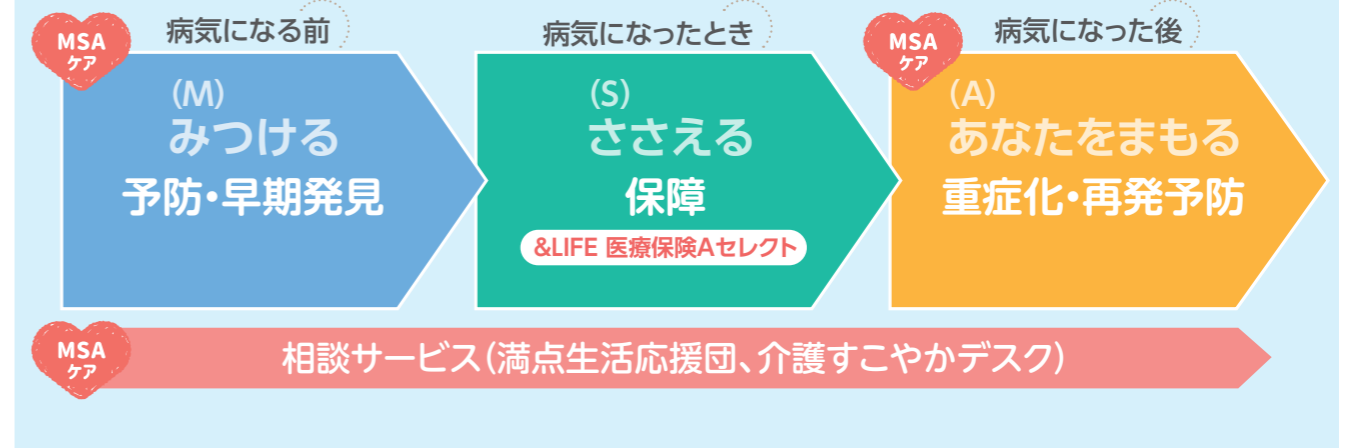 MSA
ケア
病気になる前
(M)
みつける
予防・早期発見
病気になったとき
(S)
ささえる
保障
&LIFE 医療保険Aセレクト
MSA
ケア
病気になった後
(A)
あなたをまもる
重症化・再発予防
MSA
ケア
相談サービス(満点生活応援団、介護すこやかデスク)